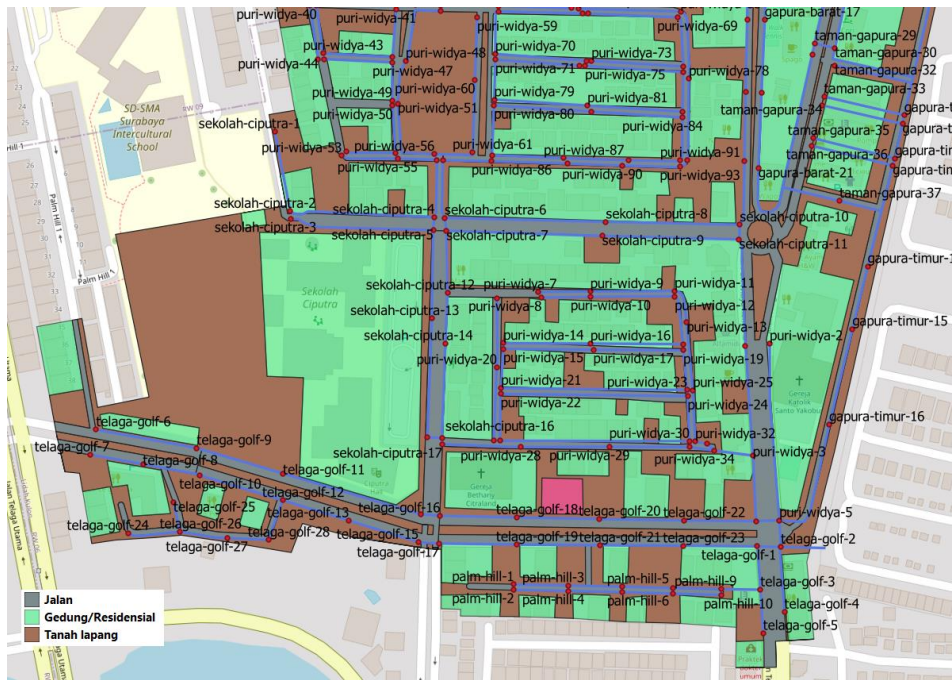 puri-widya-40
puri-widya-41
puri-widya-59
puri-widya-69
gapura-barat-17
puri-widya-43
puri-widya-44
puri-widya-48
puri-widya-70
puri-widya-47
puri-widya-71
puri-widya-73
puri-widya-75
puri-widya-78
taman-gapura-29
taman-gapura-30
taman-gapura-32
taman-gapura-33
puri-widya-49
puri-widya-60
puri-widya-50
puri-widya-51
puri-widya-79
puri-widya-80
puri-widya-81
puri-widya-84
taman-gapura-34
taman-gapura-35
taman-gapura-36
taman-gapura-37
SD-SMA
Surabaya
Intercultural
School
RW 09
sekolah-ciputra-1
puri-widya-53
puri-widya-56
puri-widya-55
puri-widya-61
puri-widya-86
puri-widya-87
puri-widya-90
puri-widya-91
puri-widya-93
gapura-barat-21
Palm Hill 1
Palm Hill 1
sekolah-ciputra-2
sekolah-ciputra-3
sekolah-ciputra-4
sekolah-ciputra-5
sekolah-ciputra-6
sekolah-ciputra-7
sekolah-ciputra-8
sekolah-ciputra-9
sekolah-ciputra-10
sekolah-ciputra-11
Sekolah
Ciputra
sekolah-ciputra-12
sekolah-ciputra-13
sekolah-ciputra-14
puri-widya-7
puri-widya-8
puri-widya-9
puri-widya-10
puri-widya-11
puri-widya-12
puri-widya-13
puri-widya-14
puri-widya-15
puri-widya-16
puri-widya-17
puri-widya-19
puri-widya-2
puri-widya-20
puri-widya-21
puri-widya-22
puri-widya-23
puri-widya-24
puri-widya-25
gapura-timur-15
gapura-timur-16
Gereja
Katolik
Santo Yakobus
sekolah-ciputra-16
sekolah-ciputra-17
puri-widya-28
puri-widya-29
puri-widya-30
puri-widya-32
puri-widya-34
puri-widya-3
puri-widya-5
Ciputra
Hall
Gereja
Bethany
Citraland
telaga-golf-6
telaga-golf-7
telaga-golf-8
telaga-golf-9
telaga-golf-10
telaga-golf-11
telaga-golf-12
telaga-golf-15
telaga-golf-16
telaga-golf-17
telaga-golf-18
telaga-golf-19
telaga-golf-20
telaga-golf-21
telaga-golf-22
telaga-golf-23
telaga-golf-24
telaga-golf-25
telaga-golf-26
telaga-golf-27
telaga-golf-28
telaga-golf-1
telaga-golf-2
telaga-golf-3
telaga-golf-4
telaga-golf-5
palm-hill-1
palm-hill-2
palm-hill-3
palm-hill-4
palm-hill-5
palm-hill-6
palm-hill-9
palm-hill-10
Jalan Telaga Utama
Telaga Utama
Praktek
umum
Jalan
Gedung/Residensial
Tanah lapang